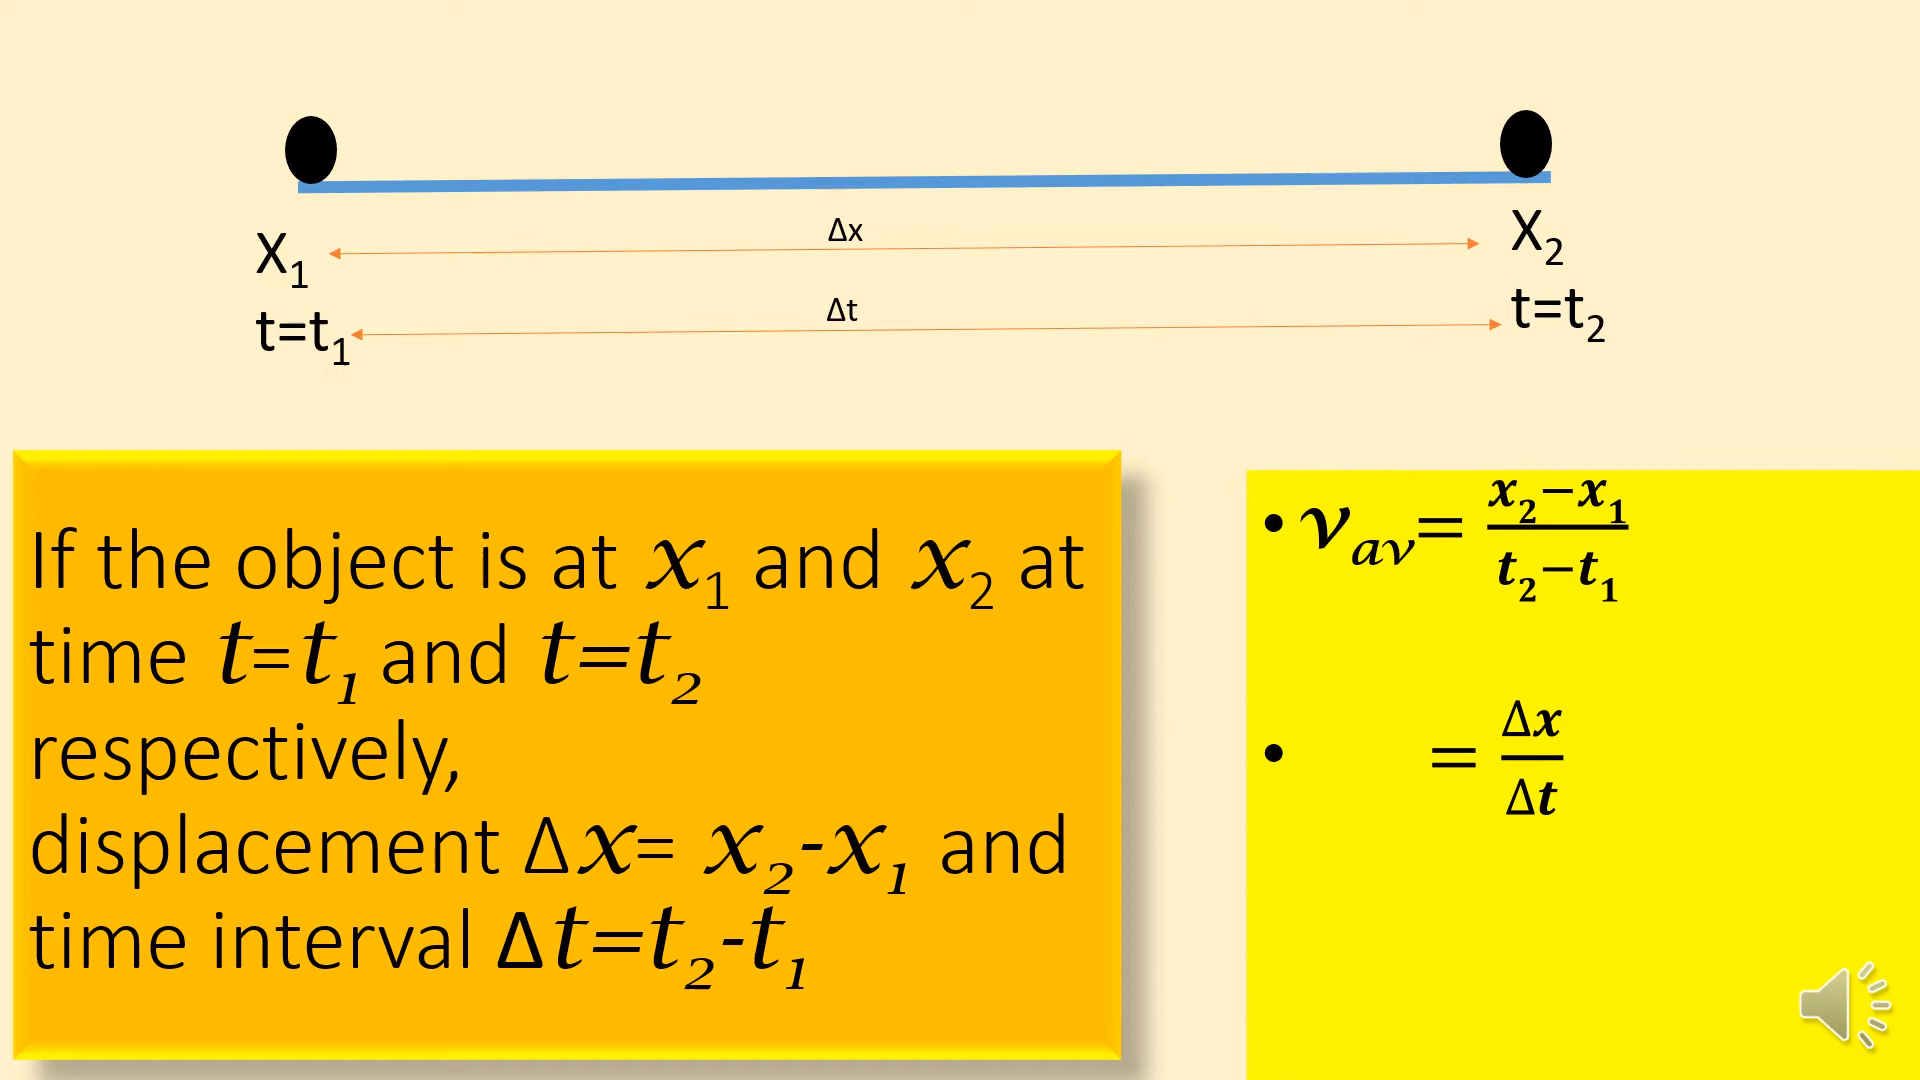 Δx
X₁
X₂
Δt
t=t₁
t=t₂
If the object is at x₁ and x₂ at
time t=t₁ and t=t₂
respectively,
displacement Δx= x₂-x₁ and
time interval Δt=t₂-t₁
• v_av= (x₂−x₁)/(t₂−t₁)
• = Δx/Δt